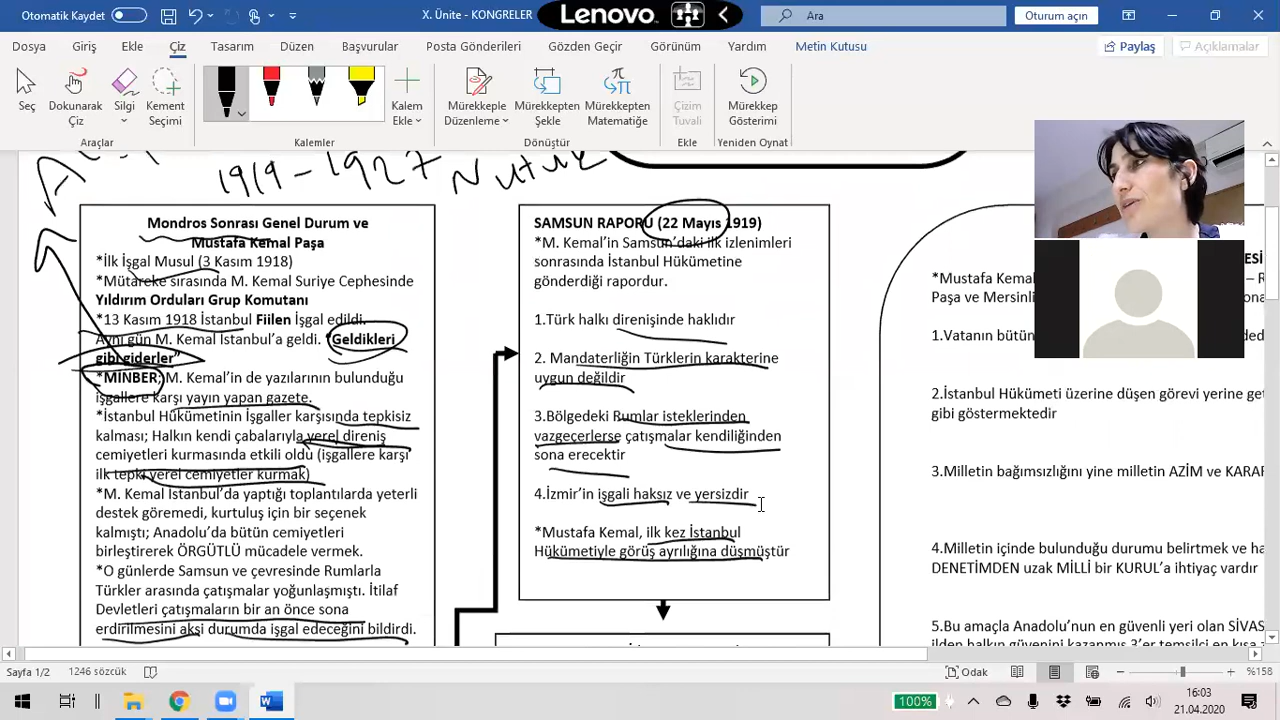 X. Ünite - KONGRELER
Lenovo
Ara
Oturum açın
Dosya
Giriş
Ekle
Çiz
Tasarım
Düzen
Başvurular
Posta Gönderileri
Gözden Geçir
Görünüm
Yardım
Metin Kutusu
Paylaş
Açıklamalar
Seç
Dokunarak
Çiz
Silgi
Kement
Seçimi
Kalem
Ekle
Mürekkeple
Düzenleme
Mürekkepten
Şekle
Mürekkepten
Matematiğe
Çizim
Tuvali
Mürekkep
Gösterimi
Araçlar
Kalemler
Dönüştür
Ekle
Yeniden Oynat
1919 - 1927 Nutuk
Mondros Sonrası Genel Durum ve
Mustafa Kemal Paşa
*İlk İşgal Musul (3 Kasım 1918)
*Mütareke sırasında M. Kemal Suriye Cephesinde
Yıldırım Orduları Grup Komutanı
*13 Kasım 1918 İstanbul Fiilen İşgal edildi.
Aynı gün M. Kemal İstanbul’a geldi. “Geldikleri
gibi giderler”
*MİNBER; M. Kemal’in de yazılarının bulunduğu
işgallere karşı yayın yapan gazete.
*İstanbul Hükümetinin İşgaller karşısında tepkisiz
kalması; Halkın kendi çabalarıyla yerel direniş
cemiyetleri kurmasında etkili oldu (işgallere karşı
ilk tepki yerel cemiyetler kurmak)
*M. Kemal İstanbul’da yaptığı toplantılarda yeterli
destek göremedi, kurtuluş için bir seçenek
kalmıştı; Anadolu’da bütün cemiyetleri
birleştirerek ÖRGÜTLÜ mücadele vermek.
*O günlerde Samsun ve çevresinde Rumlarla
Türkler arasında çatışmalar yoğunlaşmıştı. İtilaf
Devletleri çatışmaların bir an önce sona
erdirilmesini aksi durumda işgal edeceğini bildirdi.
SAMSUN RAPORU (22 Mayıs 1919)
*M. Kemal’in Samsun’daki ilk izlenimleri
sonrasında İstanbul Hükümetine
gönderdiği rapordur.
1.Türk halkı direnişinde haklıdır
2. Mandaterliğin Türklerin karakterine
uygun değildir
3.Bölgedeki Rumlar isteklerinden
vazgeçerlerse çatışmalar kendiliğinden
sona erecektir
4.İzmir’in işgali haksız ve yersizdir
*Mustafa Kemal, ilk kez İstanbul
Hükümetiyle görüş ayrılığına düşmüştür
*Mustafa Kemal
Paşa ve Mersinli
1.Vatanın bütün
2.İstanbul Hükümeti üzerine düşen görevi yerine get
gibi göstermektedir
3.Milletin bağımsızlığını yine milletin AZİM ve KARAR
4.Milletin içinde bulunduğu durumu belirtmek ve ha
DENETİMDEN uzak MİLLİ bir KURUL’a ihtiyaç vardır
5.Bu amaçla Anadolu’nun en güvenli yeri olan SİVAS
ilden halkın güvenini kazanmış 3’er temsilci en kısa z
Sayfa 1/2
1246 sözcük
Odak
%158
100%
16:03
21.04.2020